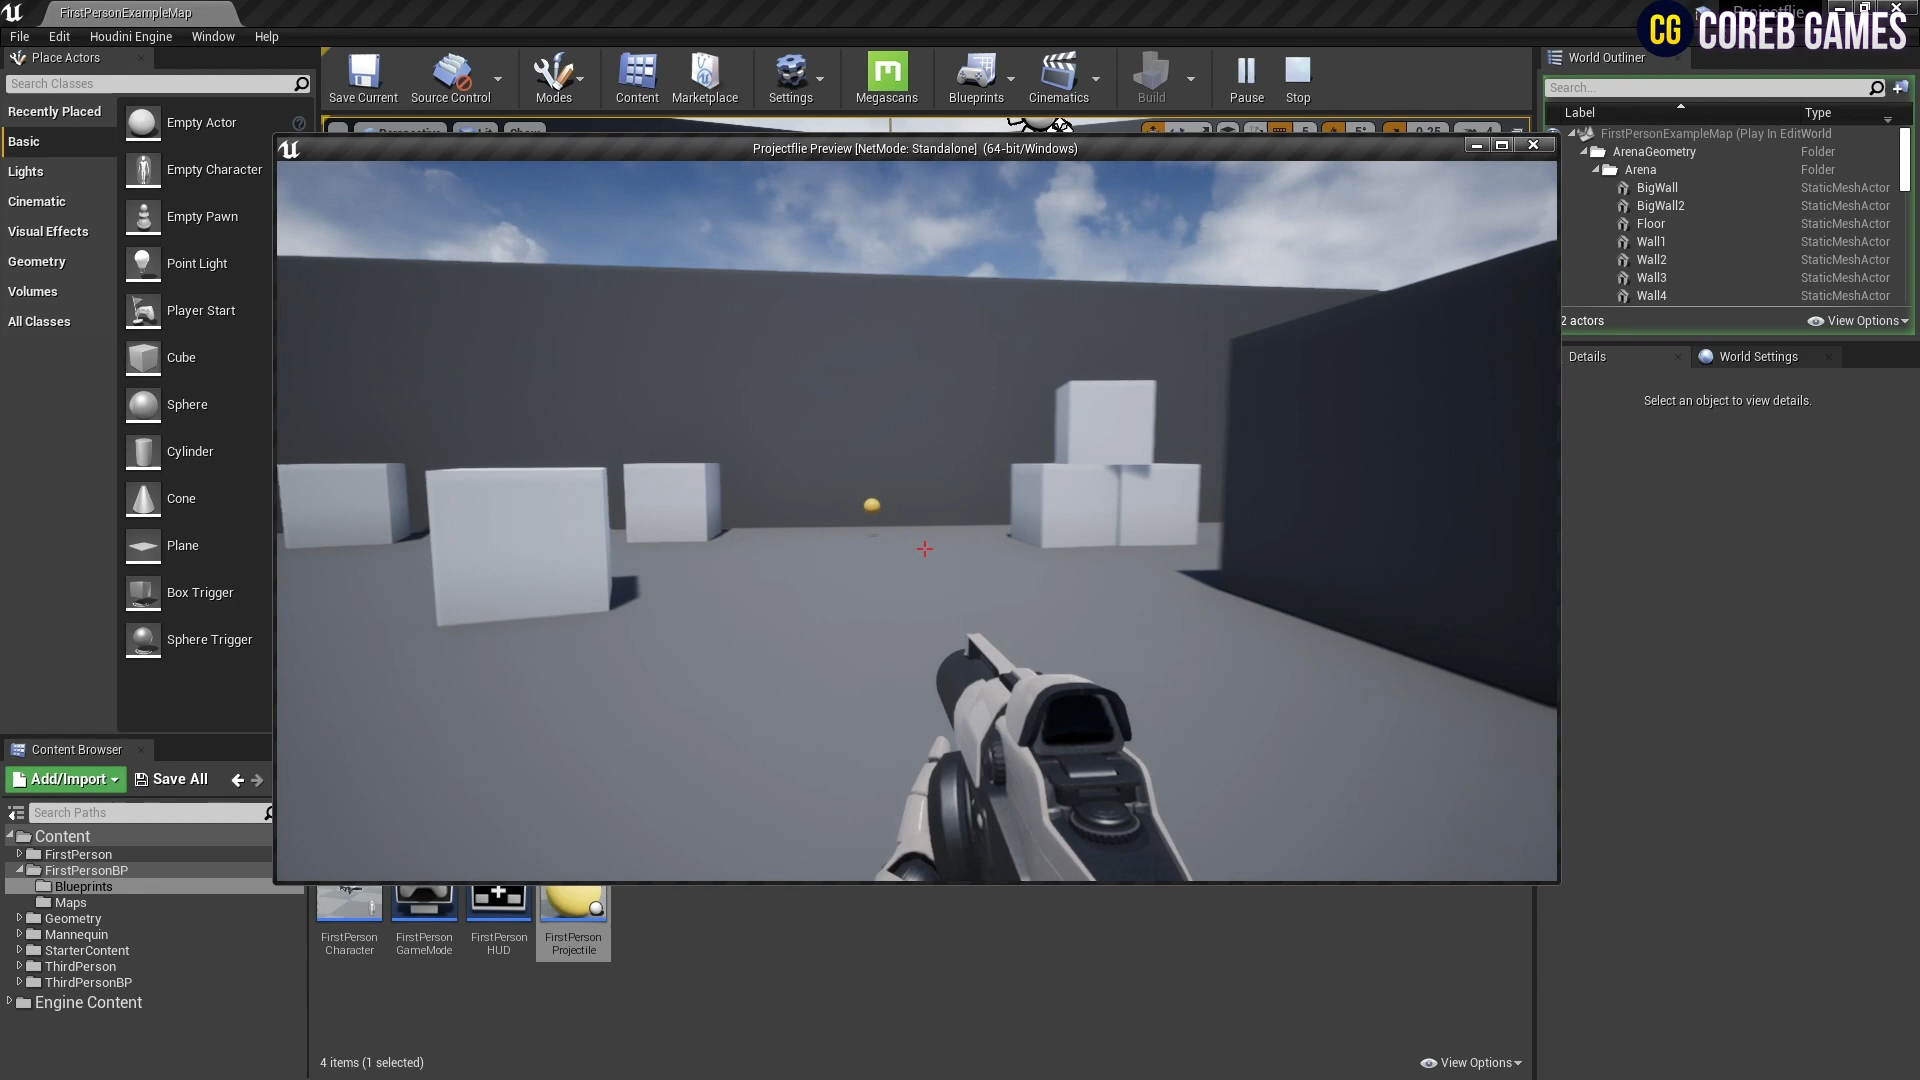 FirstPersonExampleMap
Projectflie
CG COREB GAMES
File Edit Houdini Engine Window Help
Place Actors
Search Classes
Recently Placed
Basic
Lights
Cinematic
Visual Effects
Geometry
Volumes
All Classes
Empty Actor
Empty Character
Empty Pawn
Point Light
Player Start
Cube
Sphere
Cylinder
Cone
Plane
Box Trigger
Sphere Trigger
Save Current
Source Control
Modes
Content
Marketplace
Settings
Megascans
Blueprints
Cinematics
Build
Pause
Stop
Projectflie Preview [NetMode: Standalone] (64-bit/Windows)
World Outliner
Search...
Label Type
FirstPersonExampleMap (Play In Edit World
ArenaGeometry Folder
Arena Folder
BigWall StaticMeshActor
BigWall2 StaticMeshActor
Floor StaticMeshActor
Wall1 StaticMeshActor
Wall2 StaticMeshActor
Wall3 StaticMeshActor
Wall4 StaticMeshActor
2 actors View Options
Details World Settings
Select an object to view details.
Content Browser
Add/Import Save All
Search Paths
Content
FirstPerson
FirstPersonBP
Blueprints
Maps
Geometry
Mannequin
StarterContent
ThirdPerson
ThirdPersonBP
Engine Content
FirstPerson Character
FirstPerson GameMode
FirstPerson HUD
FirstPerson Projectile
4 items (1 selected) View Options